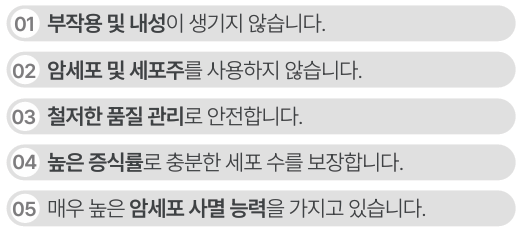 01 부작용 및 내성이 생기지 않습니다.
02 암세포 및 세포주를 사용하지 않습니다.
03 철저한 품질 관리로 안전합니다.
04 높은 증식률로 충분한 세포 수를 보장합니다.
05 매우 높은 암세포 사멸 능력을 가지고 있습니다.